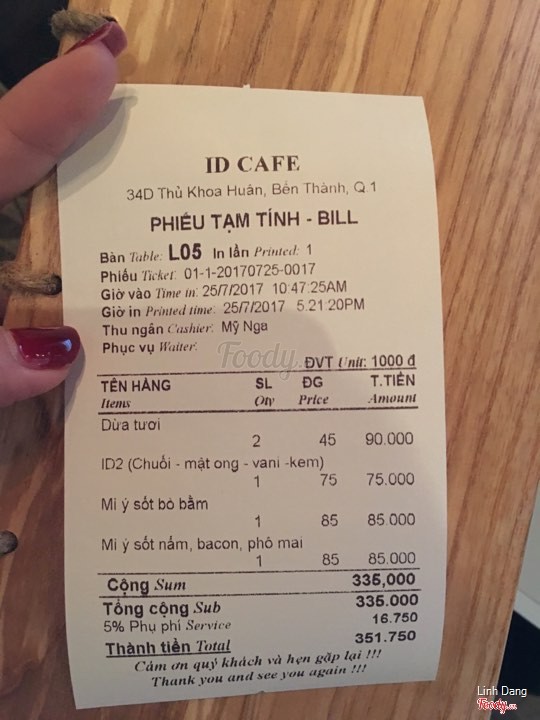 ID CAFE
34D Thủ Khoa Huân, Bến Thành, Q.1
PHIẾU TẠM TÍNH - BILL
Bàn Table: L05 In lần Printed: 1
Phiếu Ticket: 01-1-20170725-0017
Giờ vào Time in: 25/7/2017 10:47:25AM
Giờ in Printed time: 25/7/2017 5:21:20PM
Thu ngân Cashier: Mỹ Nga
Phục vụ Waiter:
Foody.vn
ĐVT Unit: 1000 đ
TÊN HÀNG SL ĐG T.TIỀN
Items Qty Price Amount
Dừa tươi
2 45 90.000
ID2 (Chuối - mật ong - vani -kem)
1 75 75.000
Mì ý sốt bò bằm
1 85 85.000
Mì ý sốt nấm, bacon, phô mai
1 85 85.000
Cộng Sum 335,000
Tổng cộng Sub 335.000
5% Phụ phí Service 16.750
Thành tiền Total 351.750
Cảm ơn quý khách và hẹn gặp lại !!!
Thank you and see you again !!!
Linh Dang
Foody.vn